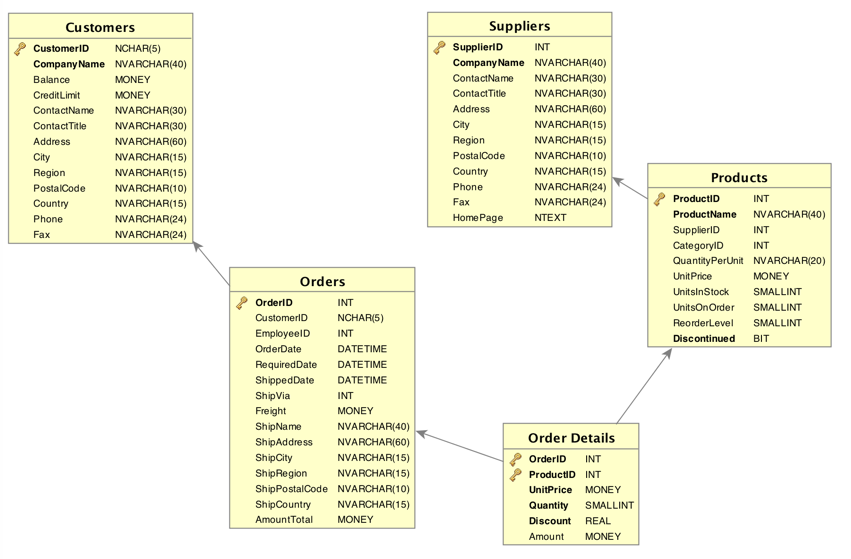 Customers
CustomerID NCHAR(5)
CompanyName NVARCHAR(40)
Balance MONEY
CreditLimit MONEY
ContactName NVARCHAR(30)
ContactTitle NVARCHAR(30)
Address NVARCHAR(60)
City NVARCHAR(15)
Region NVARCHAR(15)
PostalCode NVARCHAR(10)
Country NVARCHAR(15)
Phone NVARCHAR(24)
Fax NVARCHAR(24)
Suppliers
SupplierID INT
CompanyName NVARCHAR(40)
ContactName NVARCHAR(30)
ContactTitle NVARCHAR(30)
Address NVARCHAR(60)
City NVARCHAR(15)
Region NVARCHAR(15)
PostalCode NVARCHAR(10)
Country NVARCHAR(15)
Phone NVARCHAR(24)
Fax NVARCHAR(24)
HomePage NTEXT
Products
ProductID INT
ProductName NVARCHAR(40)
SupplierID INT
CategoryID INT
QuantityPerUnit NVARCHAR(20)
UnitPrice MONEY
UnitsInStock SMALLINT
UnitsOnOrder SMALLINT
ReorderLevel SMALLINT
Discontinued BIT
Orders
OrderID INT
CustomerID NCHAR(5)
EmployeeID INT
OrderDate DATETIME
RequiredDate DATETIME
ShippedDate DATETIME
ShipVia INT
Freight MONEY
ShipName NVARCHAR(40)
ShipAddress NVARCHAR(60)
ShipCity NVARCHAR(15)
ShipRegion NVARCHAR(15)
ShipPostalCode NVARCHAR(10)
ShipCountry NVARCHAR(15)
AmountTotal MONEY
Order Details
OrderID INT
ProductID INT
UnitPrice MONEY
Quantity SMALLINT
Discount REAL
Amount MONEY